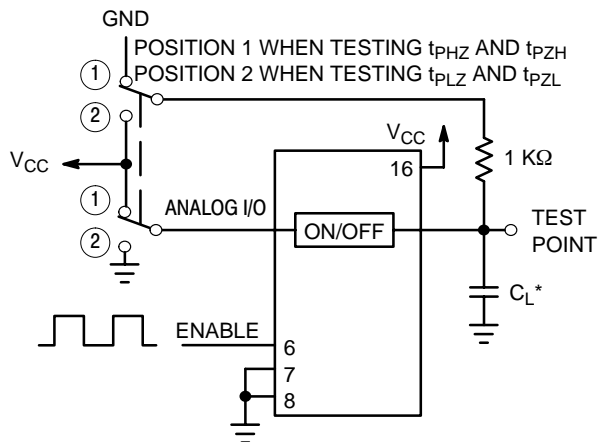 GND
POSITION 1 WHEN TESTING tPHZ AND tPZH
POSITION 2 WHEN TESTING tPLZ AND tPZL
1
2
VCC
VCC
16
1 KΩ
1
ANALOG I/O
ON/OFF
TEST
POINT
2
CL*
ENABLE
6
7
8